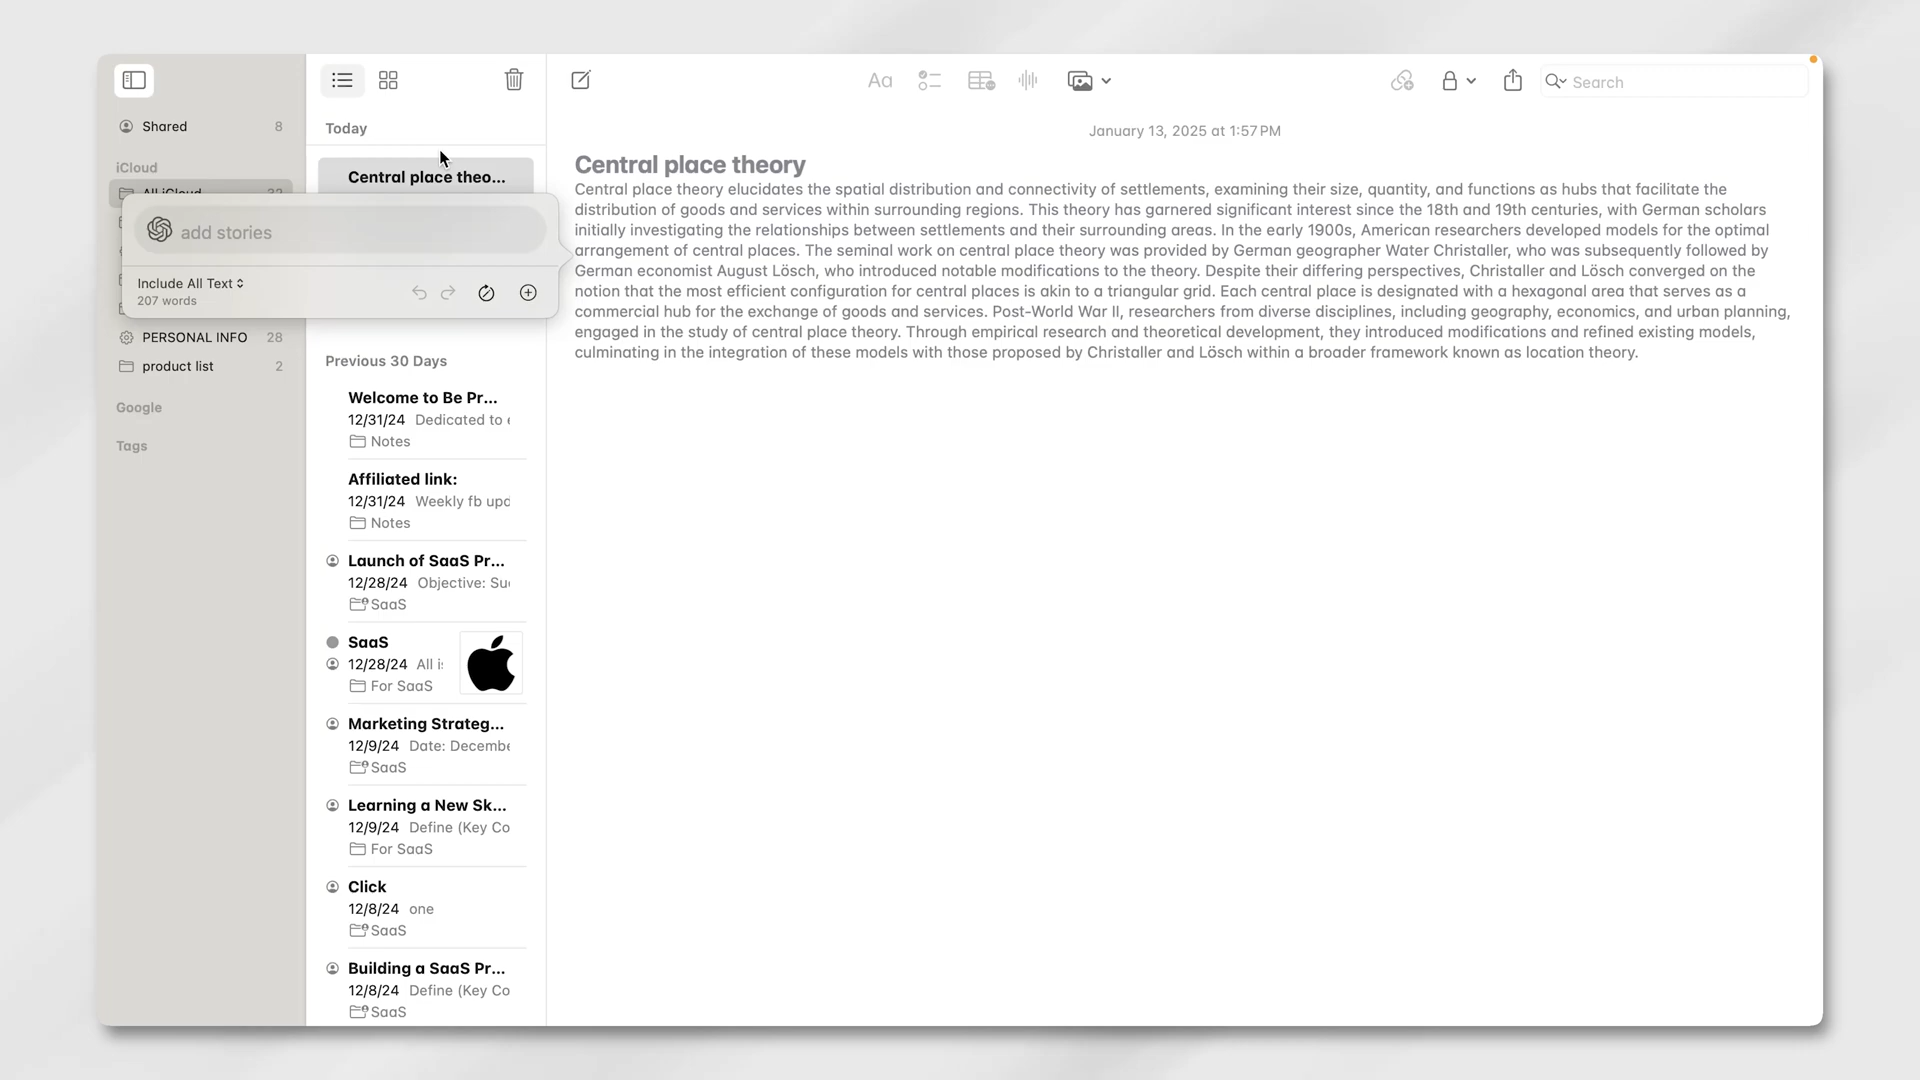 Search
January 13, 2025 at 1:57 PM
Shared 8
iCloud
All iCloud 32
add stories
Include All Text
207 words
PERSONAL INFO 28
product list 2
Google
Tags
Today
Central place theo...
Previous 30 Days
Welcome to Be Pr...
12/31/24 Dedicated to e
Notes
Affiliated link:
12/31/24 Weekly fb upd
Notes
Launch of SaaS Pr...
12/28/24 Objective: Su
SaaS
SaaS
12/28/24 All i
For SaaS
Marketing Strateg...
12/9/24 Date: Decembe
SaaS
Learning a New Sk...
12/9/24 Define (Key Co
For SaaS
Click
12/8/24 one
SaaS
Building a SaaS Pr...
12/8/24 Define (Key Co
SaaS
Central place theory
Central place theory elucidates the spatial distribution and connectivity of settlements, examining their size, quantity, and functions as hubs that facilitate the
distribution of goods and services within surrounding regions. This theory has garnered significant interest since the 18th and 19th centuries, with German scholars
initially investigating the relationships between settlements and their surrounding areas. In the early 1900s, American researchers developed models for the optimal
arrangement of central places. The seminal work on central place theory was provided by German geographer Water Christaller, who was subsequently followed by
German economist August Lösch, who introduced notable modifications to the theory. Despite their differing perspectives, Christaller and Lösch converged on the
notion that the most efficient configuration for central places is akin to a triangular grid. Each central place is designated with a hexagonal area that serves as a
commercial hub for the exchange of goods and services. Post-World War II, researchers from diverse disciplines, including geography, economics, and urban planning,
engaged in the study of central place theory. Through empirical research and theoretical development, they introduced modifications and refined existing models,
culminating in the integration of these models with those proposed by Christaller and Lösch within a broader framework known as location theory.